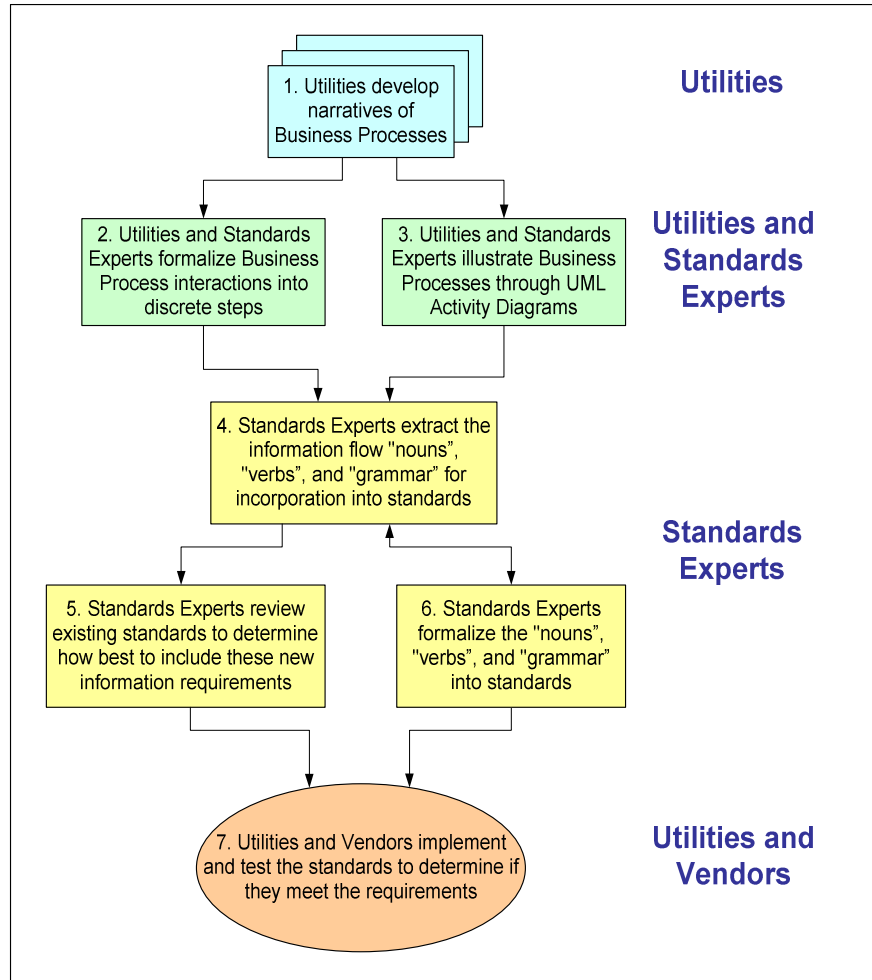 1. Utilities develop
narratives of
Business Processes
Utilities
2. Utilities and Standards
Experts formalize Business
Process interactions into
discrete steps
3. Utilities and Standards
Experts illustrate Business
Processes through UML
Activity Diagrams
Utilities and
Standards
Experts
4. Standards Experts extract the
information flow "nouns”,
"verbs”, and "grammar” for
incorporation into standards
Standards
Experts
5. Standards Experts review
existing standards to determine
how best to include these new
information requirements
6. Standards Experts
formalize the "nouns”,
"verbs”, and "grammar”
into standards
7. Utilities and Vendors implement
and test the standards to determine if
they meet the requirements
Utilities and
Vendors